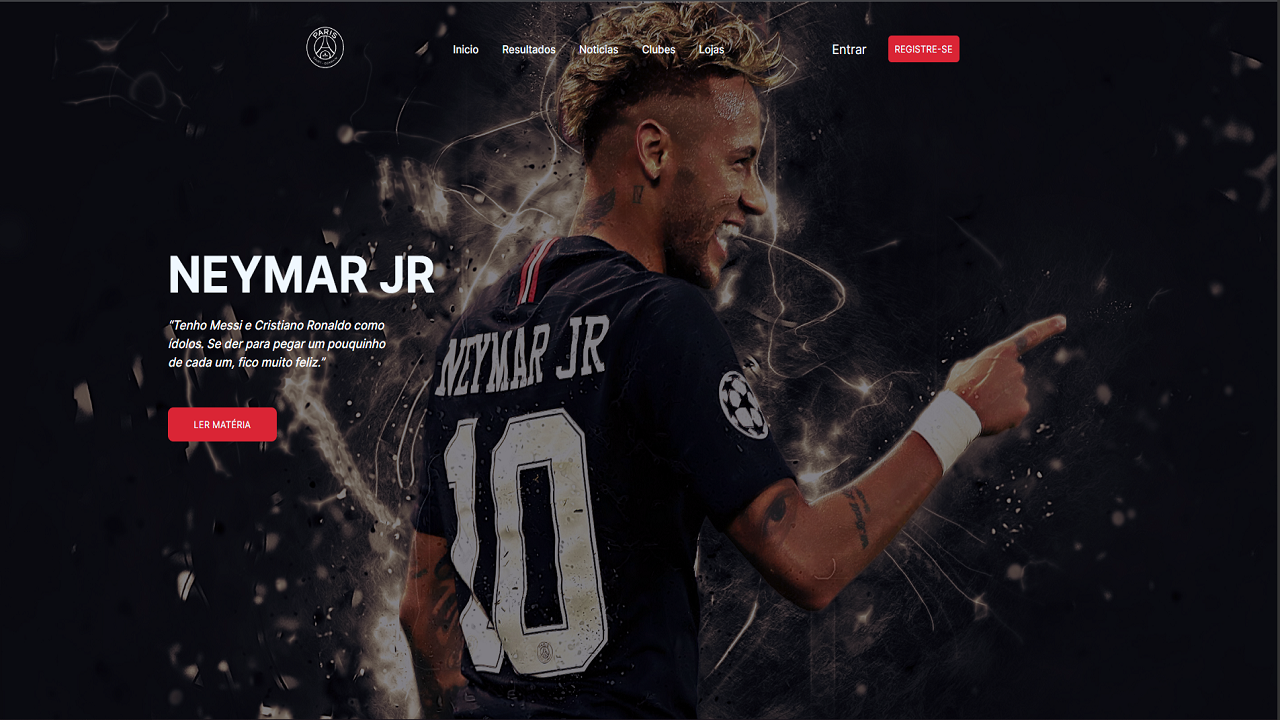 PARIS
Inicio Resultados Noticias Clubes Lojas Entrar REGISTRE-SE
NEYMAR JR
“Tenho Messi e Cristiano Ronaldo como
ídolos. Se der para pegar um pouquinho
de cada um, fico muito feliz.”
LER MATÉRIA
NEYMAR JR
10